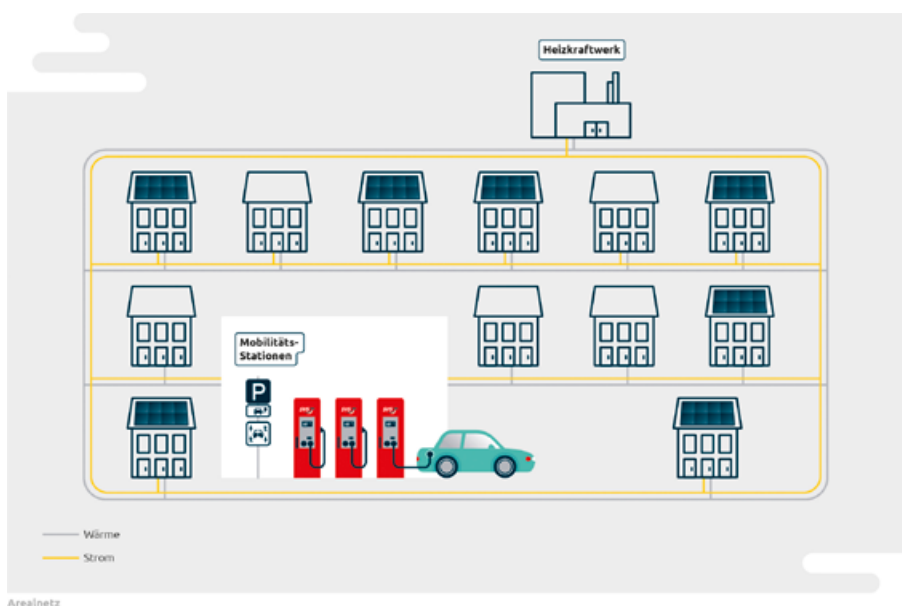 Heizkraftwerk
Mobilitäts-
Stationen
P
Wärme
Strom
Arealnetz